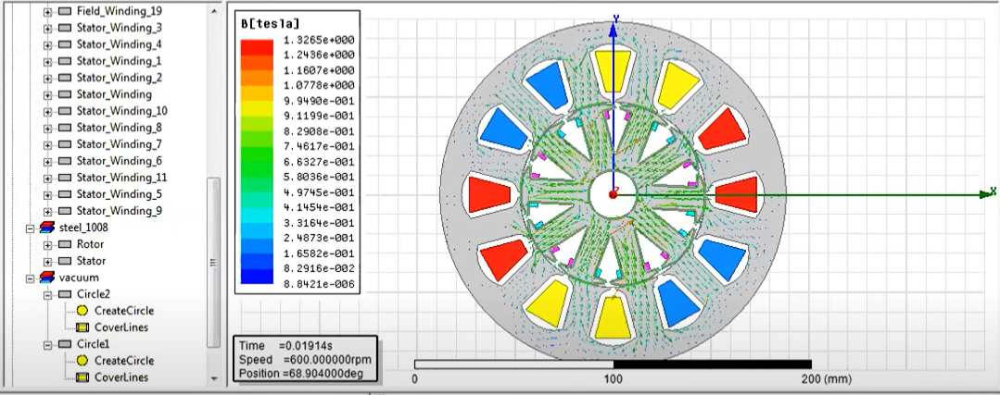 Field_Winding_19
Stator_Winding_3
Stator_Winding_4
Stator_Winding_1
Stator_Winding_2
Stator_Winding
Stator_Winding_10
Stator_Winding_8
Stator_Winding_7
Stator_Winding_6
Stator_Winding_11
Stator_Winding_5
Stator_Winding_9
steel_1008
Rotor
Stator
vacuum
Circle2
CreateCircle
CoverLines
Circle1
CreateCircle
CoverLines
B[tesla]
1.3265e+000
1.2436e+000
1.1607e+000
1.0778e+000
9.9490e-001
9.1199e-001
8.2908e-001
7.4617e-001
6.6327e-001
5.8036e-001
4.9745e-001
4.1454e-001
3.3164e-001
2.4873e-001
1.6582e-001
8.2916e-002
8.8421e-006
Y
X
Time =0.01914s
Speed =600.000000rpm
Position =68.904000deg
0 100 200 (mm)